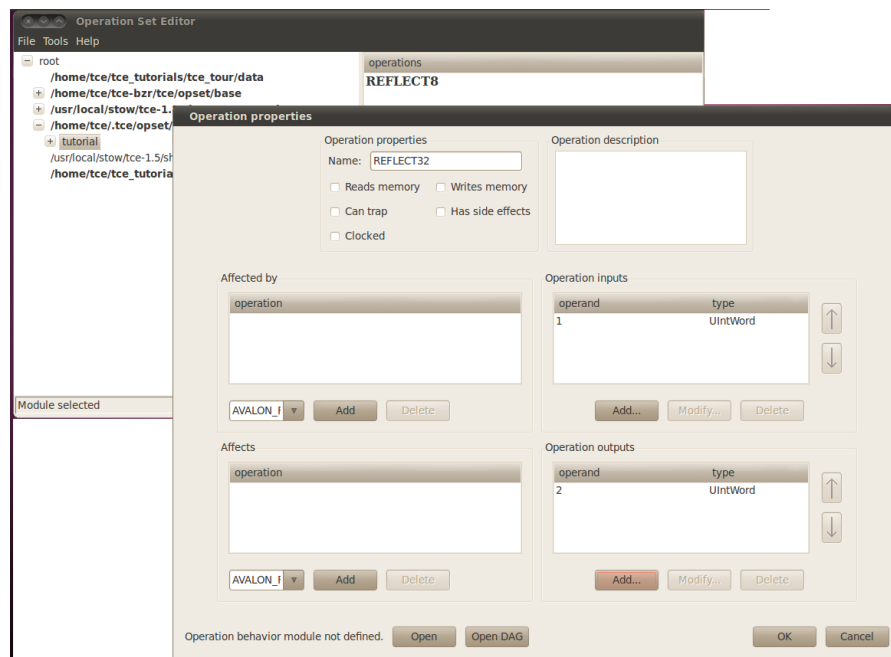 Operation Set Editor
File Tools Help
root
/home/tce/tce_tutorials/tce_tour/data
/home/tce/tce-bzr/tce/opset/base
/usr/local/stow/tce-1.
/home/tce/.tce/opset/
tutorial
/usr/local/stow/tce-1.5/sh
/home/tce/tce_tutoria
Module selected
operations
REFLECT8
Operation properties
Operation properties
Name: REFLECT32
Reads memory Writes memory
Can trap Has side effects
Clocked
Operation description
Affected by
operation
AVALON_F Add Delete
Operation inputs
operand type
1 UIntWord
Add... Modify... Delete
Affects
operation
AVALON_F Add Delete
Operation outputs
operand type
2 UIntWord
Add... Modify... Delete
Operation behavior module not defined. Open Open DAG OK Cancel